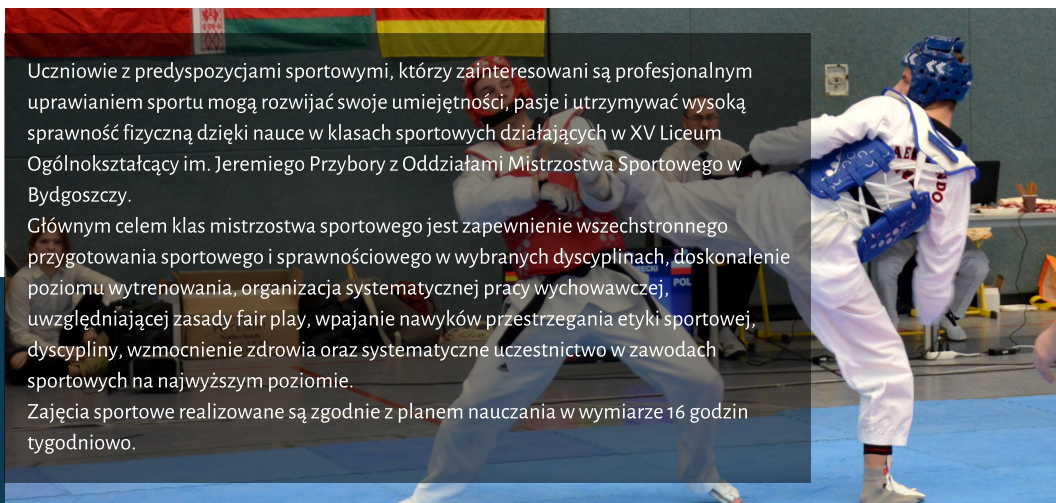 Uczniowie z predyspozycjami sportowymi, którzy zainteresowani są profesjonalnym
uprawianiem sportu mogą rozwijać swoje umiejętności, pasje i utrzymywać wysoką
sprawność fizyczną dzięki nauce w klasach sportowych działających w XV Liceum
Ogólnokształcący im. Jeremiego Przybory z Oddziałami Mistrzostwa Sportowego w
Bydgoszczy.
Głównym celem klas mistrzostwa sportowego jest zapewnienie wszechstronnego
przygotowania sportowego i sprawnościowego w wybranych dyscyplinach, doskonalenie
poziomu wytrenowania, organizacja systematycznej pracy wychowawczej,
uwzględniającej zasady fair play, wpajanie nawyków przestrzegania etyki sportowej,
dyscypliny, wzmocnienie zdrowia oraz systematyczne uczestnictwo w zawodach
sportowych na najwyższym poziomie.
Zajęcia sportowe realizowane są zgodnie z planem nauczania w wymiarze 16 godzin
tygodniowo.
POL